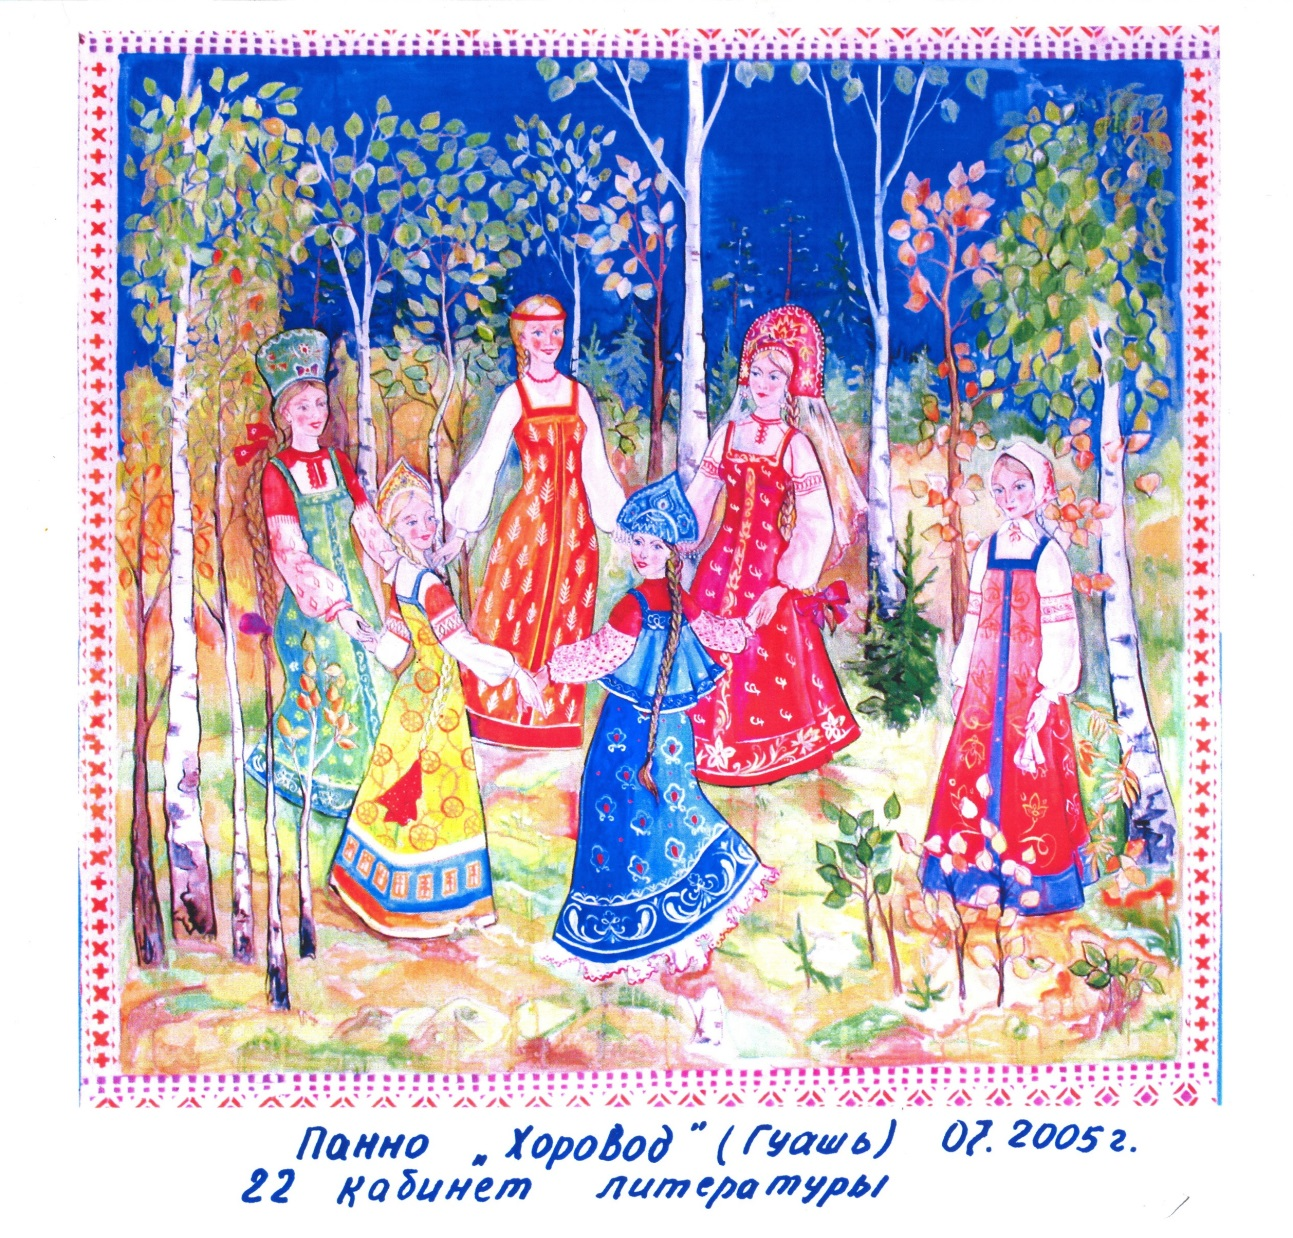 Панно „Хоровод" (Гуашь) 07.2005г.
22 кабинет литературы